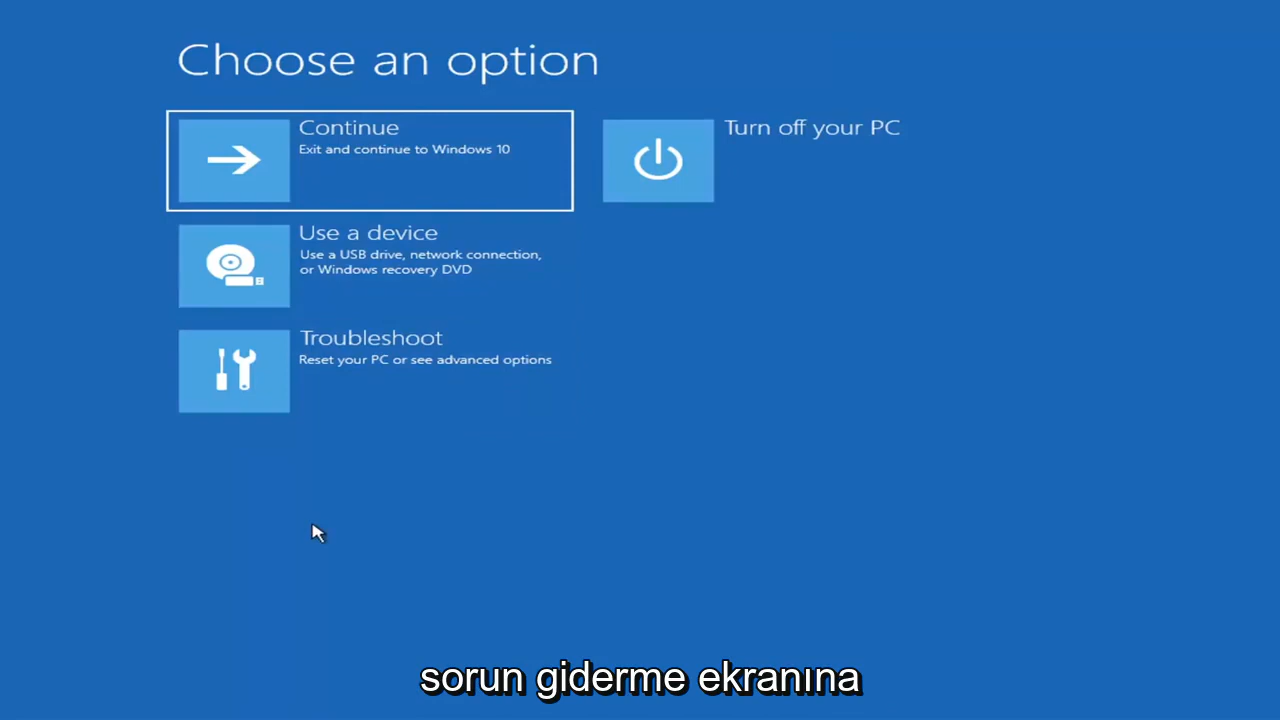 Choose an option
Continue
Exit and continue to Windows 10
Turn off your PC
Use a device
Use a USB drive, network connection,
or Windows recovery DVD
Troubleshoot
Reset your PC or see advanced options
sorun giderme ekranına